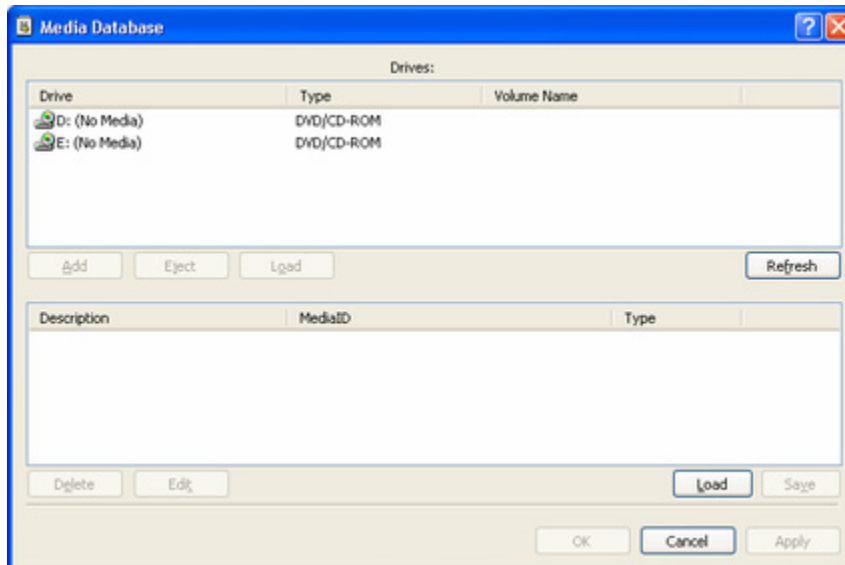 Media Database
Drives:
Drive Type Volume Name
D: (No Media) DVD/CD-ROM
E: (No Media) DVD/CD-ROM
Add Eject Load Refresh
Description MediaID Type
Delete Edit Load Save
OK Cancel Apply